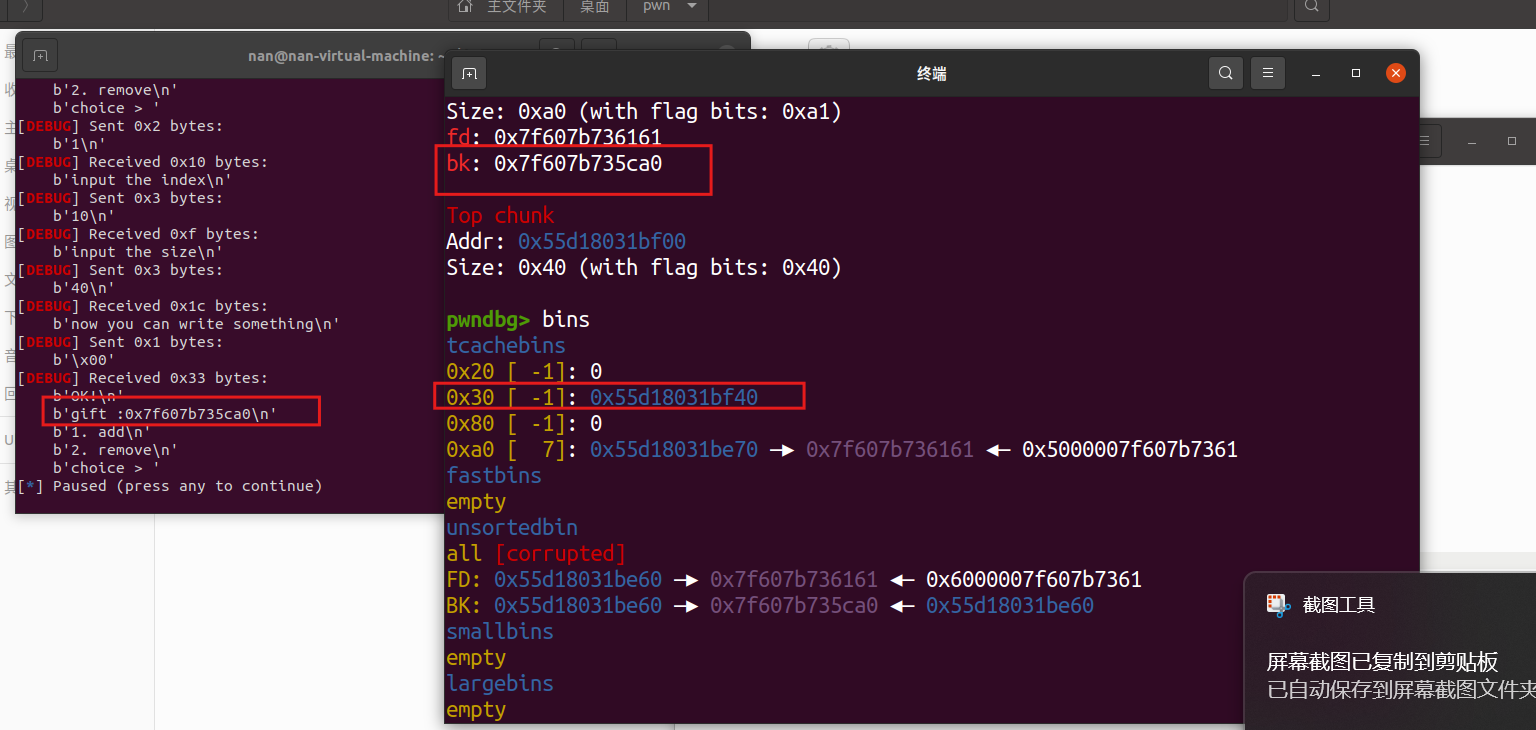 主文件夹
桌面
pwn
nan@nan-virtual-machine: ~
b'2. remove\n'
b'choice > '
[DEBUG] Sent 0x2 bytes:
b'1\n'
[DEBUG] Received 0x10 bytes:
b'input the index\n'
[DEBUG] Sent 0x3 bytes:
b'10\n'
[DEBUG] Received 0xf bytes:
b'input the size\n'
[DEBUG] Sent 0x3 bytes:
b'40\n'
[DEBUG] Received 0x1c bytes:
b'now you can write something\n'
[DEBUG] Sent 0x1 bytes:
b'\x00'
[DEBUG] Received 0x33 bytes:
b'OK!\n'
b'gift :0x7f607b735ca0\n'
b'1. add\n'
b'2. remove\n'
b'choice > '
[*] Paused (press any to continue)
终端
Size: 0xa0 (with flag bits: 0xa1)
fd: 0x7f607b736161
bk: 0x7f607b735ca0
Top chunk
Addr: 0x55d18031bf00
Size: 0x40 (with flag bits: 0x40)
pwndbg> bins
tcachebins
0x20 [ -1]: 0
0x30 [ -1]: 0x55d18031bf40
0x80 [ -1]: 0
0xa0 [  7]: 0x55d18031be70 —▸ 0x7f607b736161 ◂— 0x5000007f607b7361
fastbins
empty
unsortedbin
all [corrupted]
FD: 0x55d18031be60 —▸ 0x7f607b736161 ◂— 0x6000007f607b7361
BK: 0x55d18031be60 —▸ 0x7f607b735ca0 ◂— 0x55d18031be60
smallbins
empty
largebins
empty
截图工具
屏幕截图已复制到剪贴板
已自动保存到屏幕截图文件夹